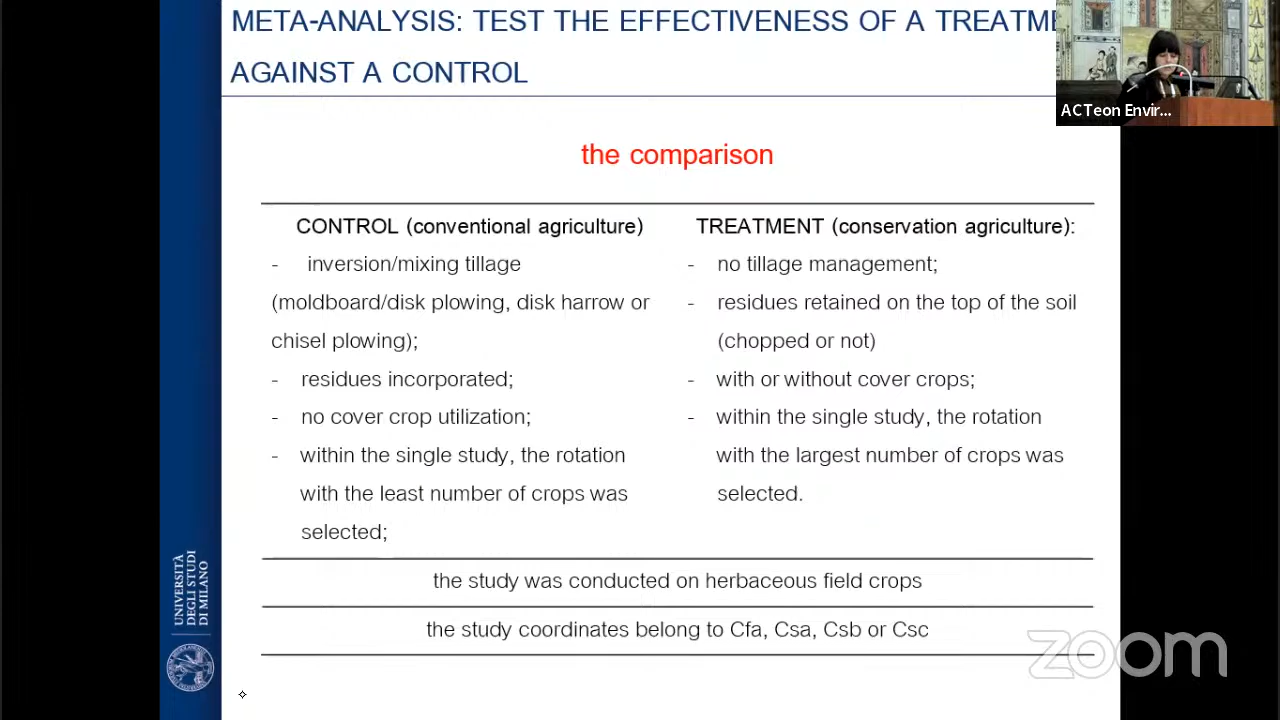 META-ANALYSIS: TEST THE EFFECTIVENESS OF A TREATME
AGAINST A CONTROL
ACTeon Envir...
the comparison
CONTROL (conventional agriculture)
- inversion/mixing tillage
(moldboard/disk plowing, disk harrow or
chisel plowing);
- residues incorporated;
- no cover crop utilization;
- within the single study, the rotation
with the least number of crops was
selected;
TREATMENT (conservation agriculture):
- no tillage management;
- residues retained on the top of the soil
(chopped or not)
- with or without cover crops;
- within the single study, the rotation
with the largest number of crops was
selected.
the study was conducted on herbaceous field crops
the study coordinates belong to Cfa, Csa, Csb or Csc
UNIVERSITÀ
DEGLI STUDI
DI MILANO
zoom